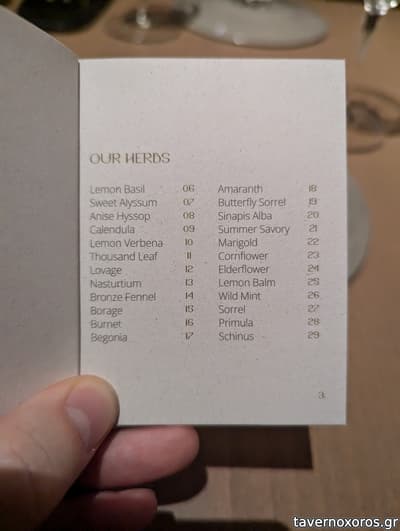 OUR HERBS
Lemon Basil 06
Sweet Alyssum 07
Anise Hyssop 08
Calendula 09
Lemon Verbena 10
Thousand Leaf 11
Lovage 12
Nasturtium 13
Bronze Fennel 14
Borage 15
Burnet 16
Begonia 17
Amaranth 18
Butterfly Sorrel 19
Sinapis Alba 20
Summer Savory 21
Marigold 22
Cornflower 23
Elderflower 24
Lemon Balm 25
Wild Mint 26
Sorrel 27
Primula 28
Schinus 29
3
tavernoxoros.gr